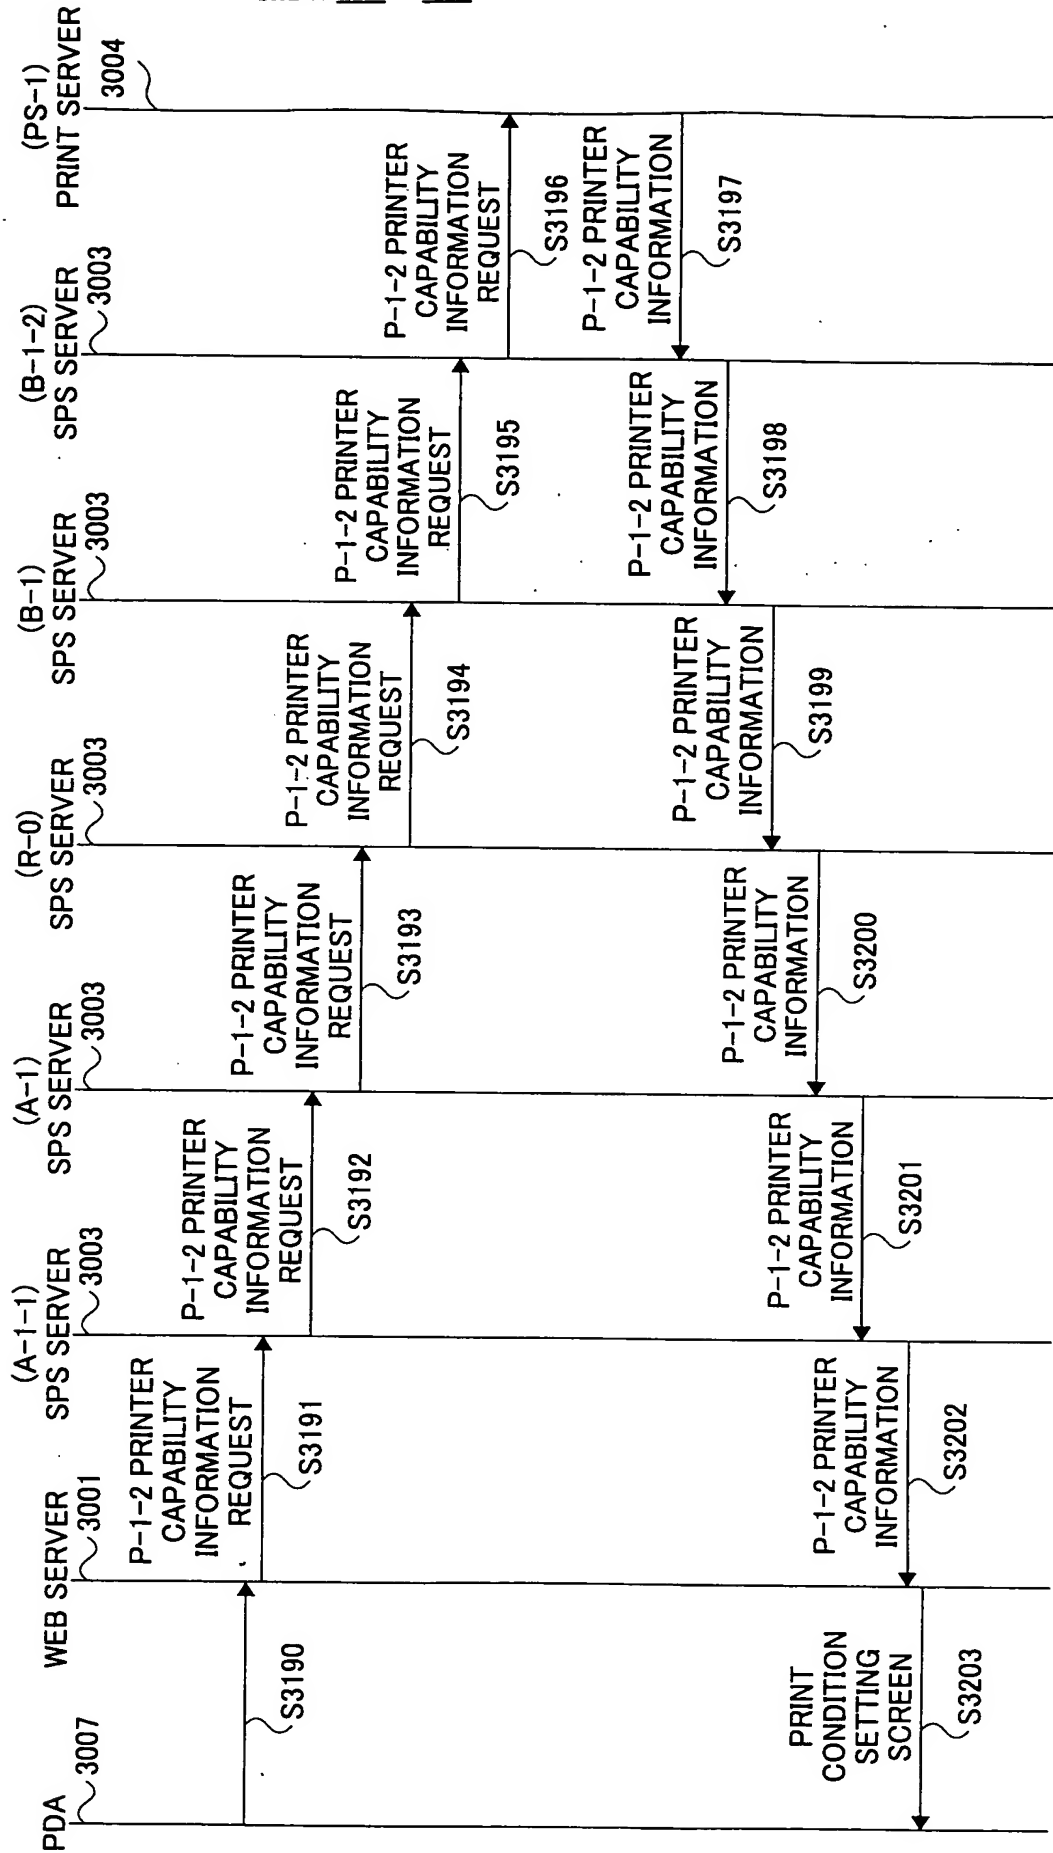 PDA
3007
WEB SERVER
3001
(A-1-1)
SPS SERVER
3003
(A-1)
SPS SERVER
3003
(R-0)
SPS SERVER
3003
(B-1)
SPS SERVER
3003
(B-1-2)
SPS SERVER
3003
(PS-1)
PRINT SERVER
3004
S3190
P-1-2 PRINTER
CAPABILITY
INFORMATION
REQUEST
S3191
P-1-2 PRINTER
CAPABILITY
INFORMATION
REQUEST
S3192
P-1-2 PRINTER
CAPABILITY
INFORMATION
REQUEST
S3193
P-1-2 PRINTER
CAPABILITY
INFORMATION
REQUEST
S3194
P-1-2 PRINTER
CAPABILITY
INFORMATION
REQUEST
S3195
P-1-2 PRINTER
CAPABILITY
INFORMATION
REQUEST
S3196
P-1-2 PRINTER
CAPABILITY
INFORMATION
S3197
P-1-2 PRINTER
CAPABILITY
INFORMATION
S3198
P-1-2 PRINTER
CAPABILITY
INFORMATION
S3199
P-1-2 PRINTER
CAPABILITY
INFORMATION
S3200
P-1-2 PRINTER
CAPABILITY
INFORMATION
S3201
P-1-2 PRINTER
CAPABILITY
INFORMATION
S3202
PRINT
CONDITION
SETTING
SCREEN
S3203